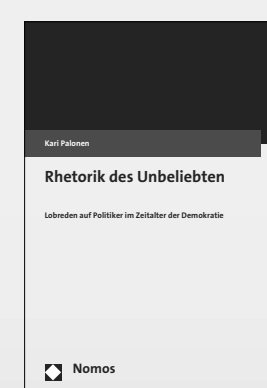 Kari Palonen
Rhetorik des Unbeliebten
Lobreden auf Politiker im Zeitalter der Demokratie
Nomos